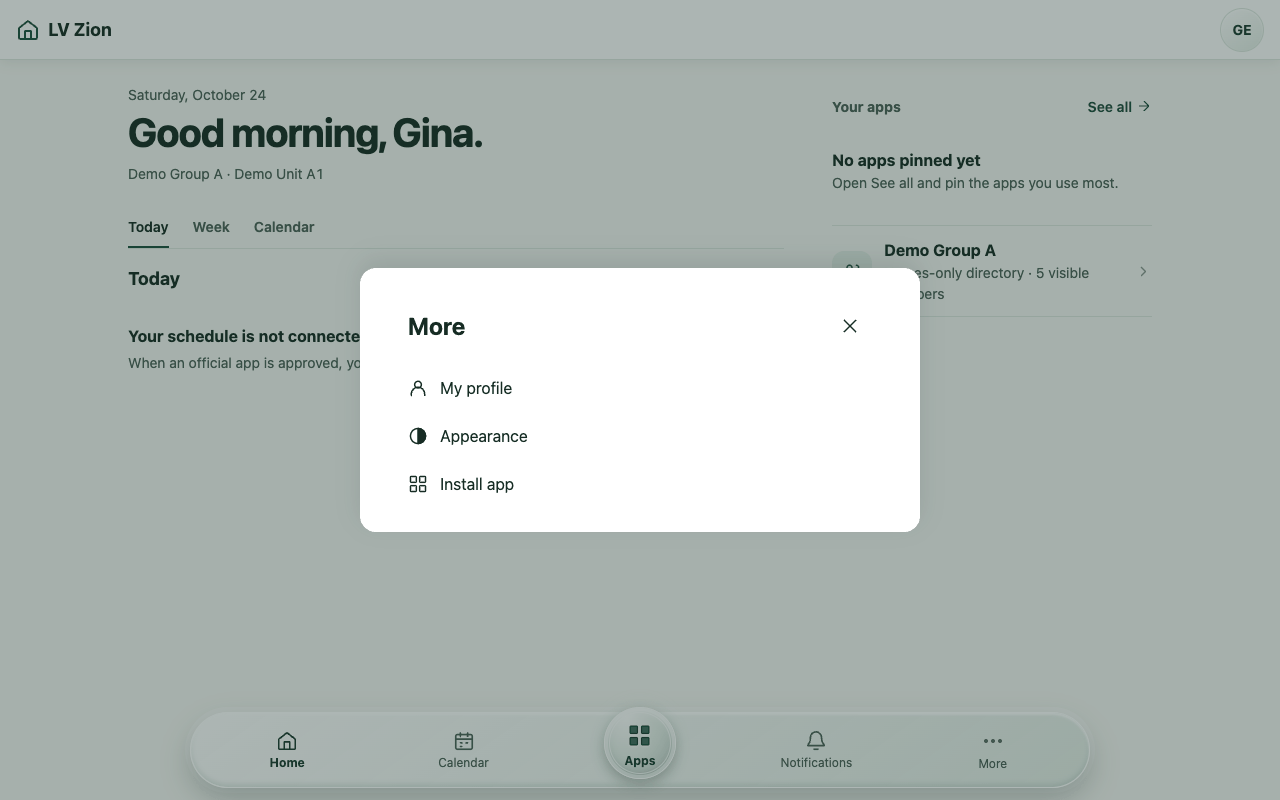 LV Zion
GE
Saturday, October 24
Good morning, Gina.
Demo Group A · Demo Unit A1
Today
Week
Calendar
Today
Your schedule is not
When an official app is approved,
Your apps
See all
No apps pinned yet
Open See all and pin the apps you use most.
Demo Group A
directory · 5 visible
More
My profile
Appearance
Install app
Home
Calendar
Apps
Notifications
More